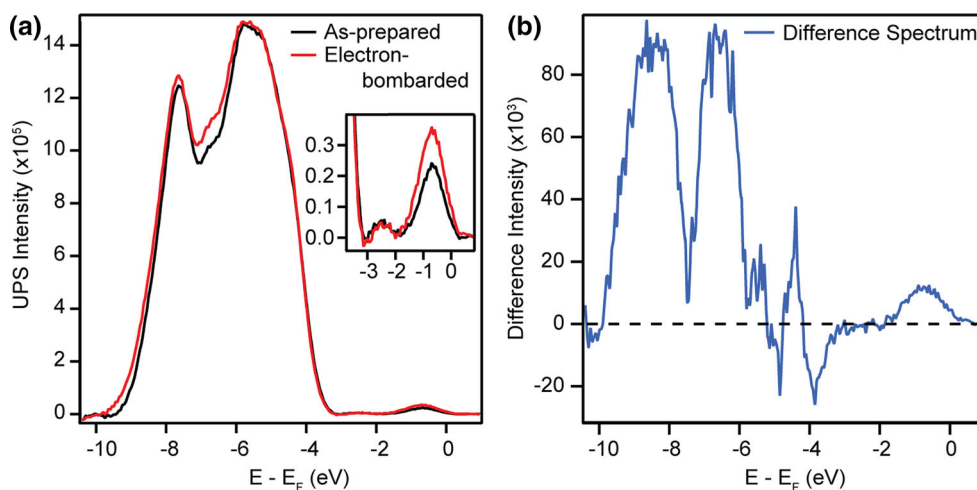 (a)
As-prepared
Electron-
bombarded
UPS Intensity (x10⁵)
14
12
10
8
6
4
2
0
0.3
0.2
0.1
0.0
-3 -2 -1 0
-10 -8 -6 -4 -2 0
E - E_F (eV)
(b)
Difference Spectrum
Difference Intensity (x10³)
80
60
40
20
0
-20
-10 -8 -6 -4 -2 0
E - E_F (eV)